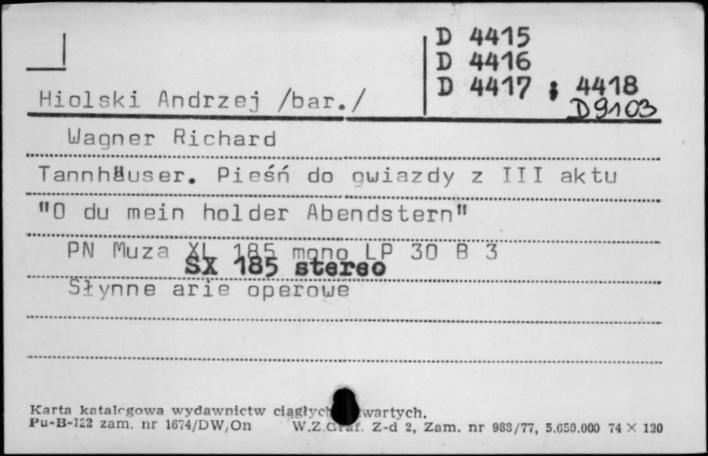 D 4415
D 4416
D 4417 ; 4418
Hiolski Andrzej /bar./ D9103
Wagner Richard
Tannhäuser. Pieśń do gwiazdy z III aktu
"O du mein holder Abendstern"
PN Muza XL 185 mono LP 30 B 3
SX 185 stereo
Słynne arie operowe
Karta katalogowa wydawnictw ciągłych wartych.
Pu-B-122 zam. nr 1674/DW/On W.Z.Graf. Z-d 2, Zam. nr 988/77, 5.650.000 74 × 120